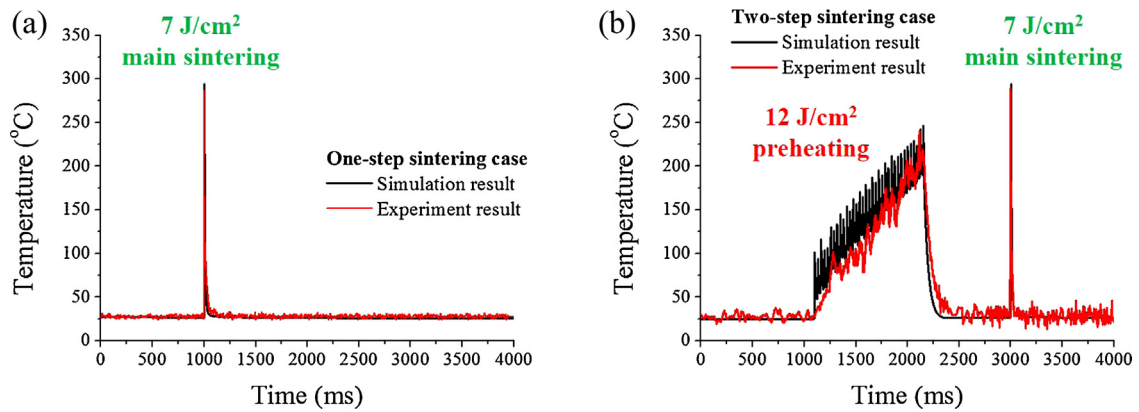 (a)
7 J/cm²
main sintering
350
300
250
200
150
100
50
0
Temperature (°C)
One-step sintering case
Simulation result
Experiment result
0 500 1000 1500 2000 2500 3000 3500 4000
Time (ms)
(b)
Two-step sintering case
Simulation result
Experiment result
7 J/cm²
main sintering
12 J/cm²
preheating
350
300
250
200
150
100
50
0
Temperature (°C)
0 500 1000 1500 2000 2500 3000 3500 4000
Time (ms)